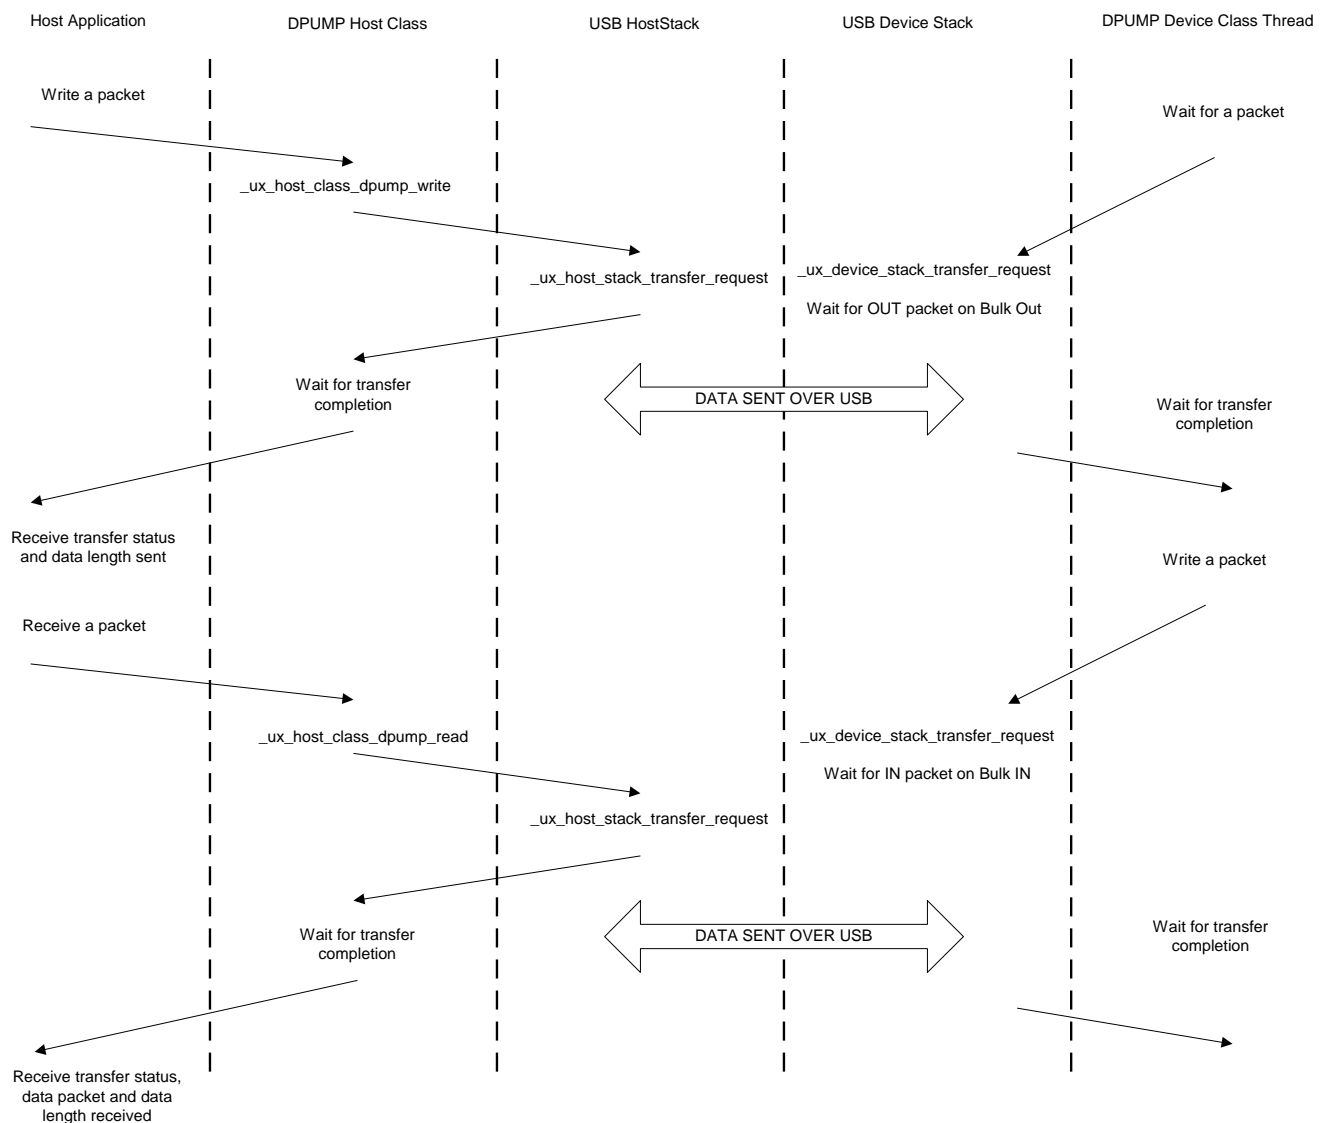 Host Application
DPUMP Host Class
USB HostStack
USB Device Stack
DPUMP Device Class Thread
Write a packet
Wait for a packet
_ux_host_class_dpump_write
_ux_host_stack_transfer_request
_ux_device_stack_transfer_request
Wait for OUT packet on Bulk Out
Wait for transfer
completion
DATA SENT OVER USB
Wait for transfer
completion
Receive transfer status
and data length sent
Write a packet
Receive a packet
_ux_host_class_dpump_read
_ux_device_stack_transfer_request
Wait for IN packet on Bulk IN
_ux_host_stack_transfer_request
Wait for transfer
completion
DATA SENT OVER USB
Wait for transfer
completion
Receive transfer status,
data packet and data
length received